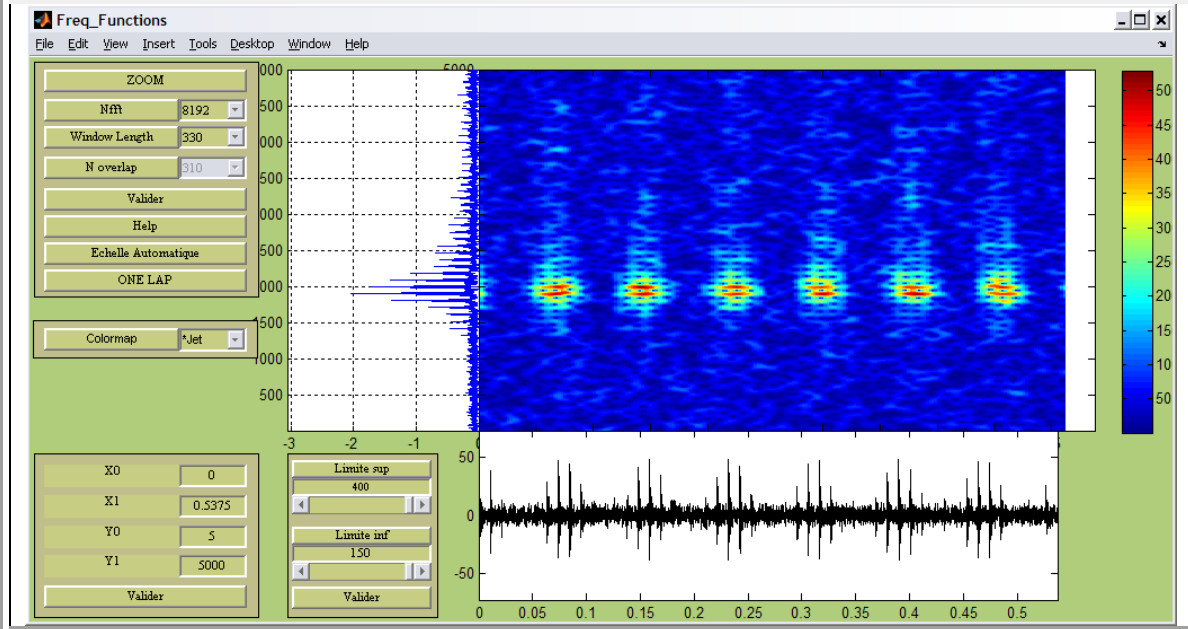 Freq_Functions
File Edit View Insert Tools Desktop Window Help
ZOOM
Nfft 8192
Window Length 330
N overlap 310
Valider
Help
Echelle Automatique
ONE LAP
Colormap *Jet
000 5000
500
000
500
000
500
000
1500
1000
500
-3 -2 -1
50
45
40
35
30
25
20
15
10
50
X0 0
X1 0.5375
Y0 5
Y1 5000
Valider
Limite sup
400
Limite inf
150
Valider
50
0
-50
0 0.05 0.1 0.15 0.2 0.25 0.3 0.35 0.4 0.45 0.5